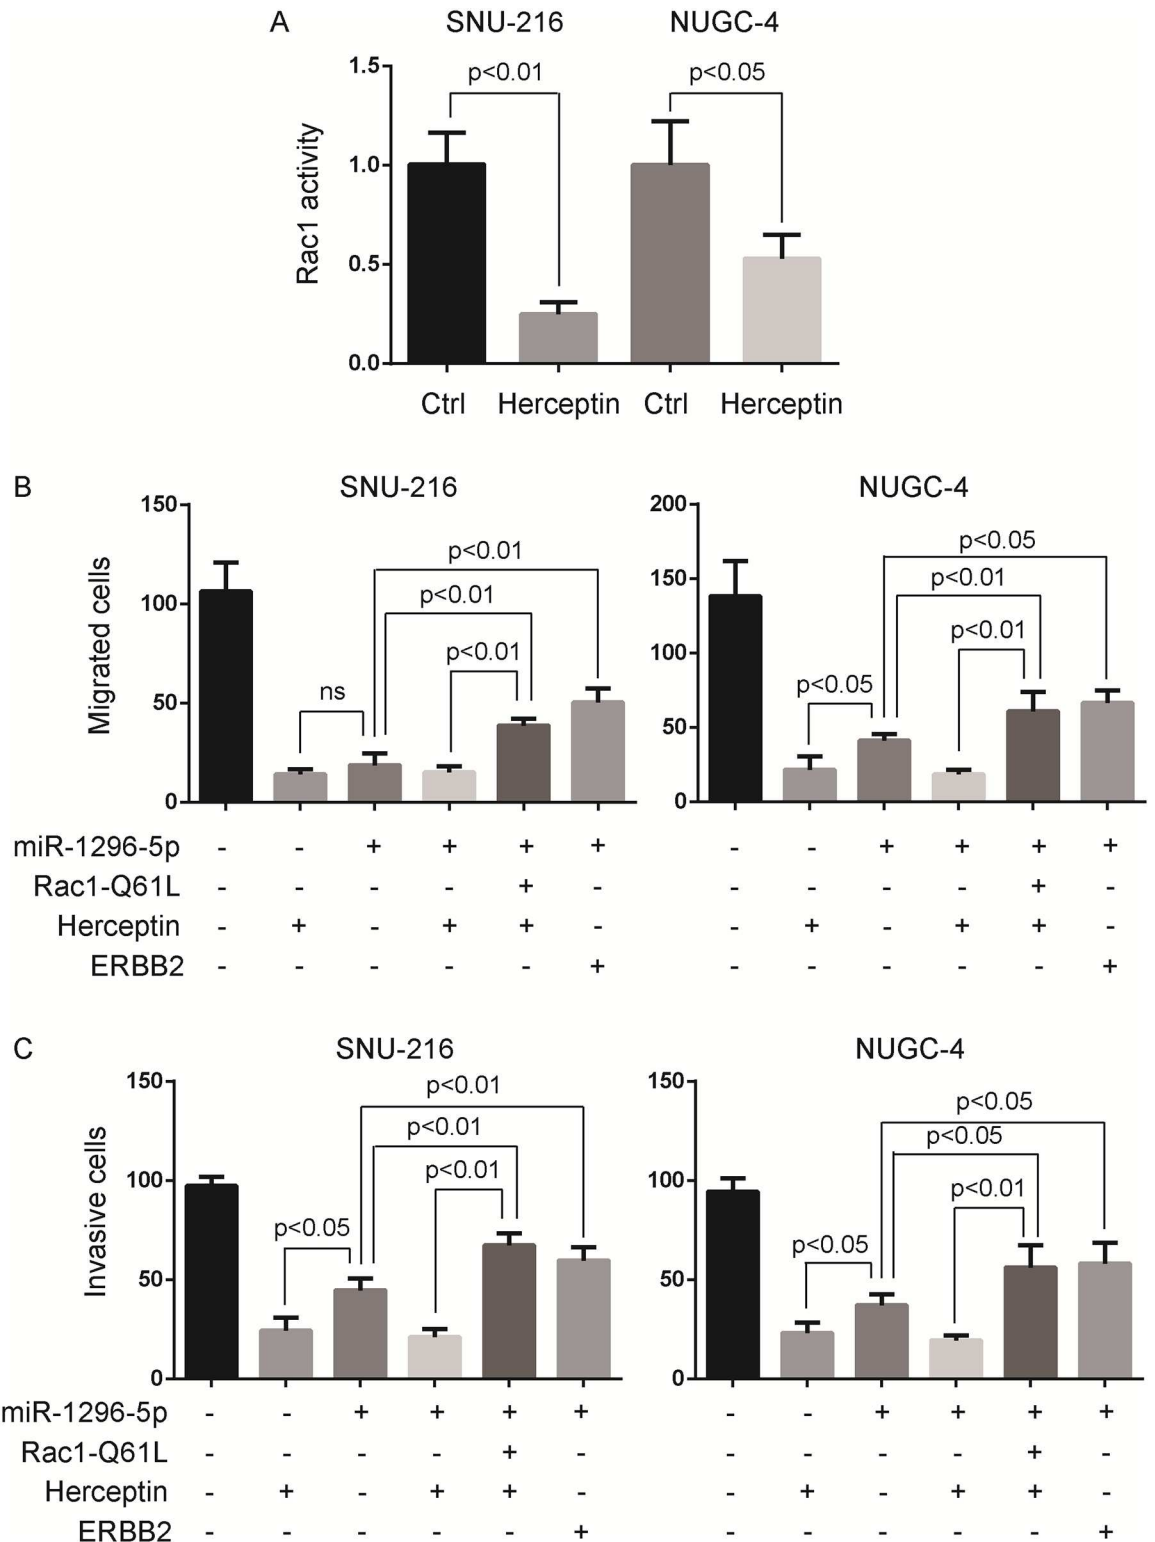 A SNU-216 NUGC-4
p<0.01 p<0.05
1.5
1.0
0.5
0.0
Rac1 activity
Ctrl Herceptin Ctrl Herceptin
B SNU-216 NUGC-4
150
100
50
0
Migrated cells
ns p<0.01 p<0.01 p<0.01
200
150
100
50
0
p<0.05 p<0.01 p<0.01 p<0.05
miR-1296-5p - - + + + + - - + + + +
Rac1-Q61L - - - - + - - - - - + -
Herceptin - + - + + - - + - + + -
ERBB2 - - - - - + - - - - - +
C SNU-216 NUGC-4
150
100
50
0
Invasive cells
p<0.05 p<0.01 p<0.01 p<0.01
150
100
50
0
p<0.05 p<0.05 p<0.01 p<0.05
miR-1296-5p - - + + + + - - + + + +
Rac1-Q61L - - - - + - - - - - + -
Herceptin - + - + + - - + - + + -
ERBB2 - - - - - + - - - - - +